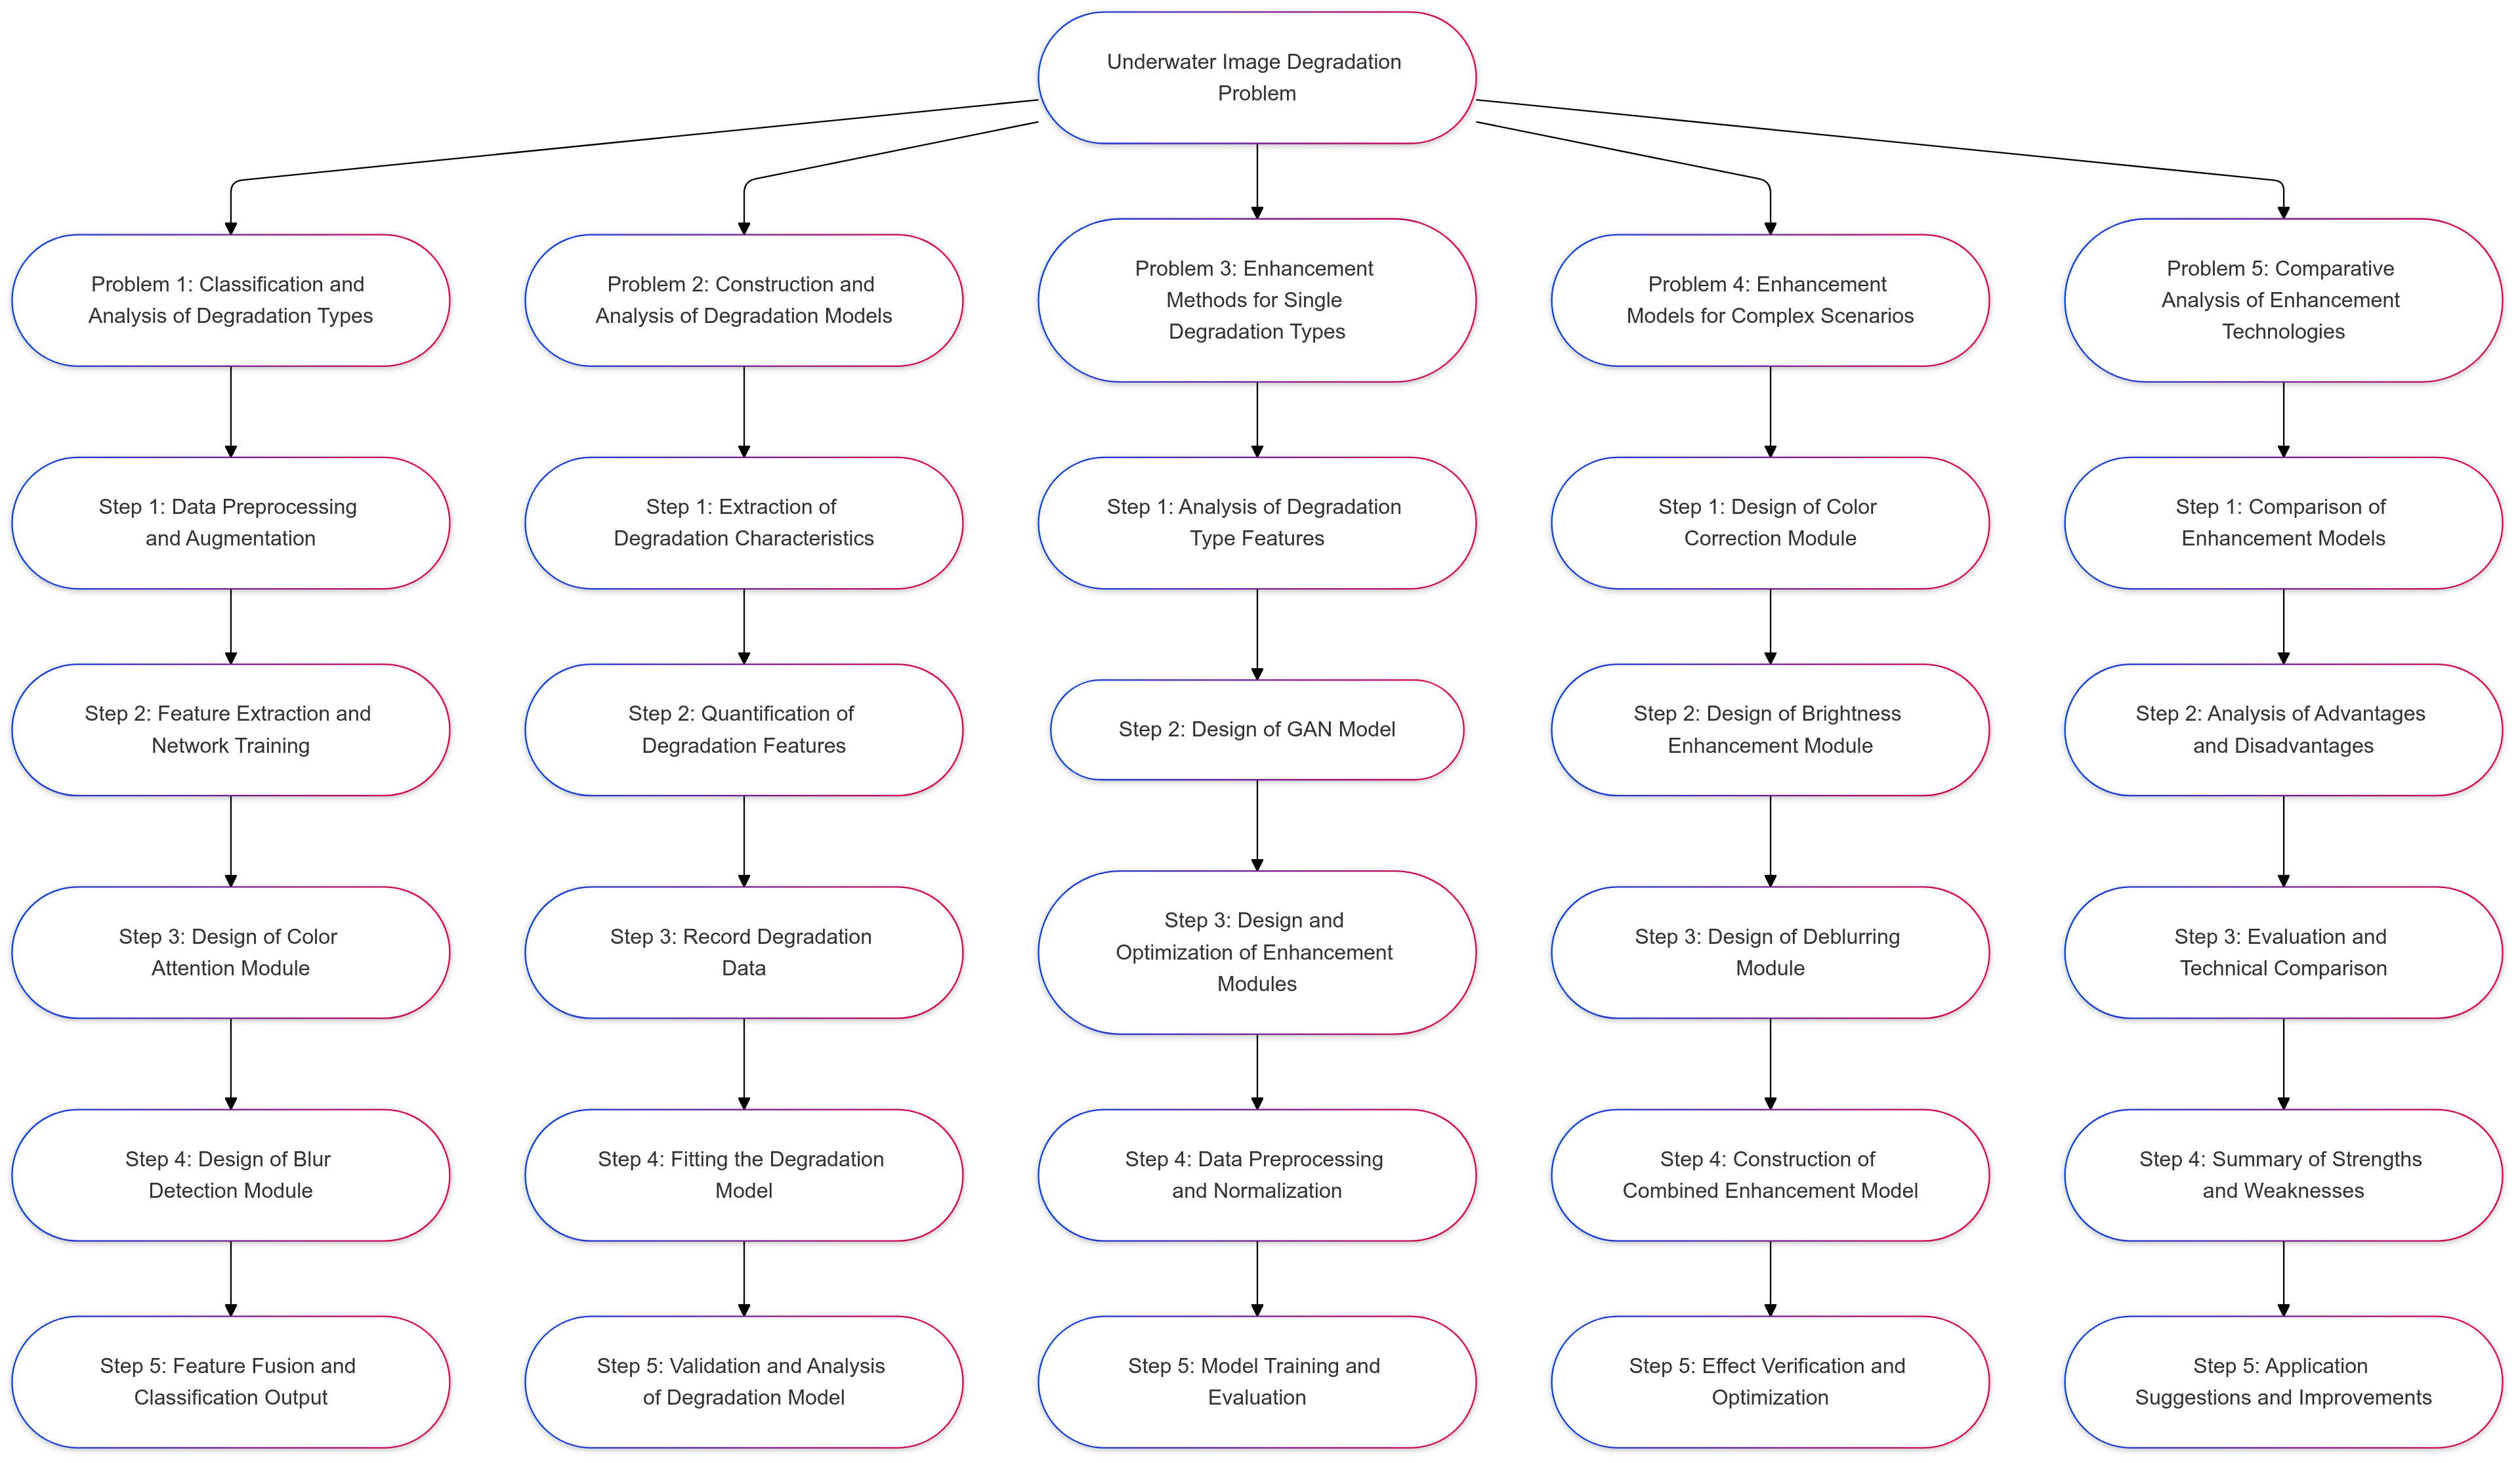 Underwater Image Degradation
Problem
Problem 1: Classification and
Analysis of Degradation Types
Problem 2: Construction and
Analysis of Degradation Models
Problem 3: Enhancement
Methods for Single
Degradation Types
Problem 4: Enhancement
Models for Complex Scenarios
Problem 5: Comparative
Analysis of Enhancement
Technologies
Step 1: Data Preprocessing
and Augmentation
Step 1: Extraction of
Degradation Characteristics
Step 1: Analysis of Degradation
Type Features
Step 1: Design of Color
Correction Module
Step 1: Comparison of
Enhancement Models
Step 2: Feature Extraction and
Network Training
Step 2: Quantification of
Degradation Features
Step 2: Design of GAN Model
Step 2: Design of Brightness
Enhancement Module
Step 2: Analysis of Advantages
and Disadvantages
Step 3: Design of Color
Attention Module
Step 3: Record Degradation
Data
Step 3: Design and
Optimization of Enhancement
Modules
Step 3: Design of Deblurring
Module
Step 3: Evaluation and
Technical Comparison
Step 4: Design of Blur
Detection Module
Step 4: Fitting the Degradation
Model
Step 4: Data Preprocessing
and Normalization
Step 4: Construction of
Combined Enhancement Model
Step 4: Summary of Strengths
and Weaknesses
Step 5: Feature Fusion and
Classification Output
Step 5: Validation and Analysis
of Degradation Model
Step 5: Model Training and
Evaluation
Step 5: Effect Verification and
Optimization
Step 5: Application
Suggestions and Improvements